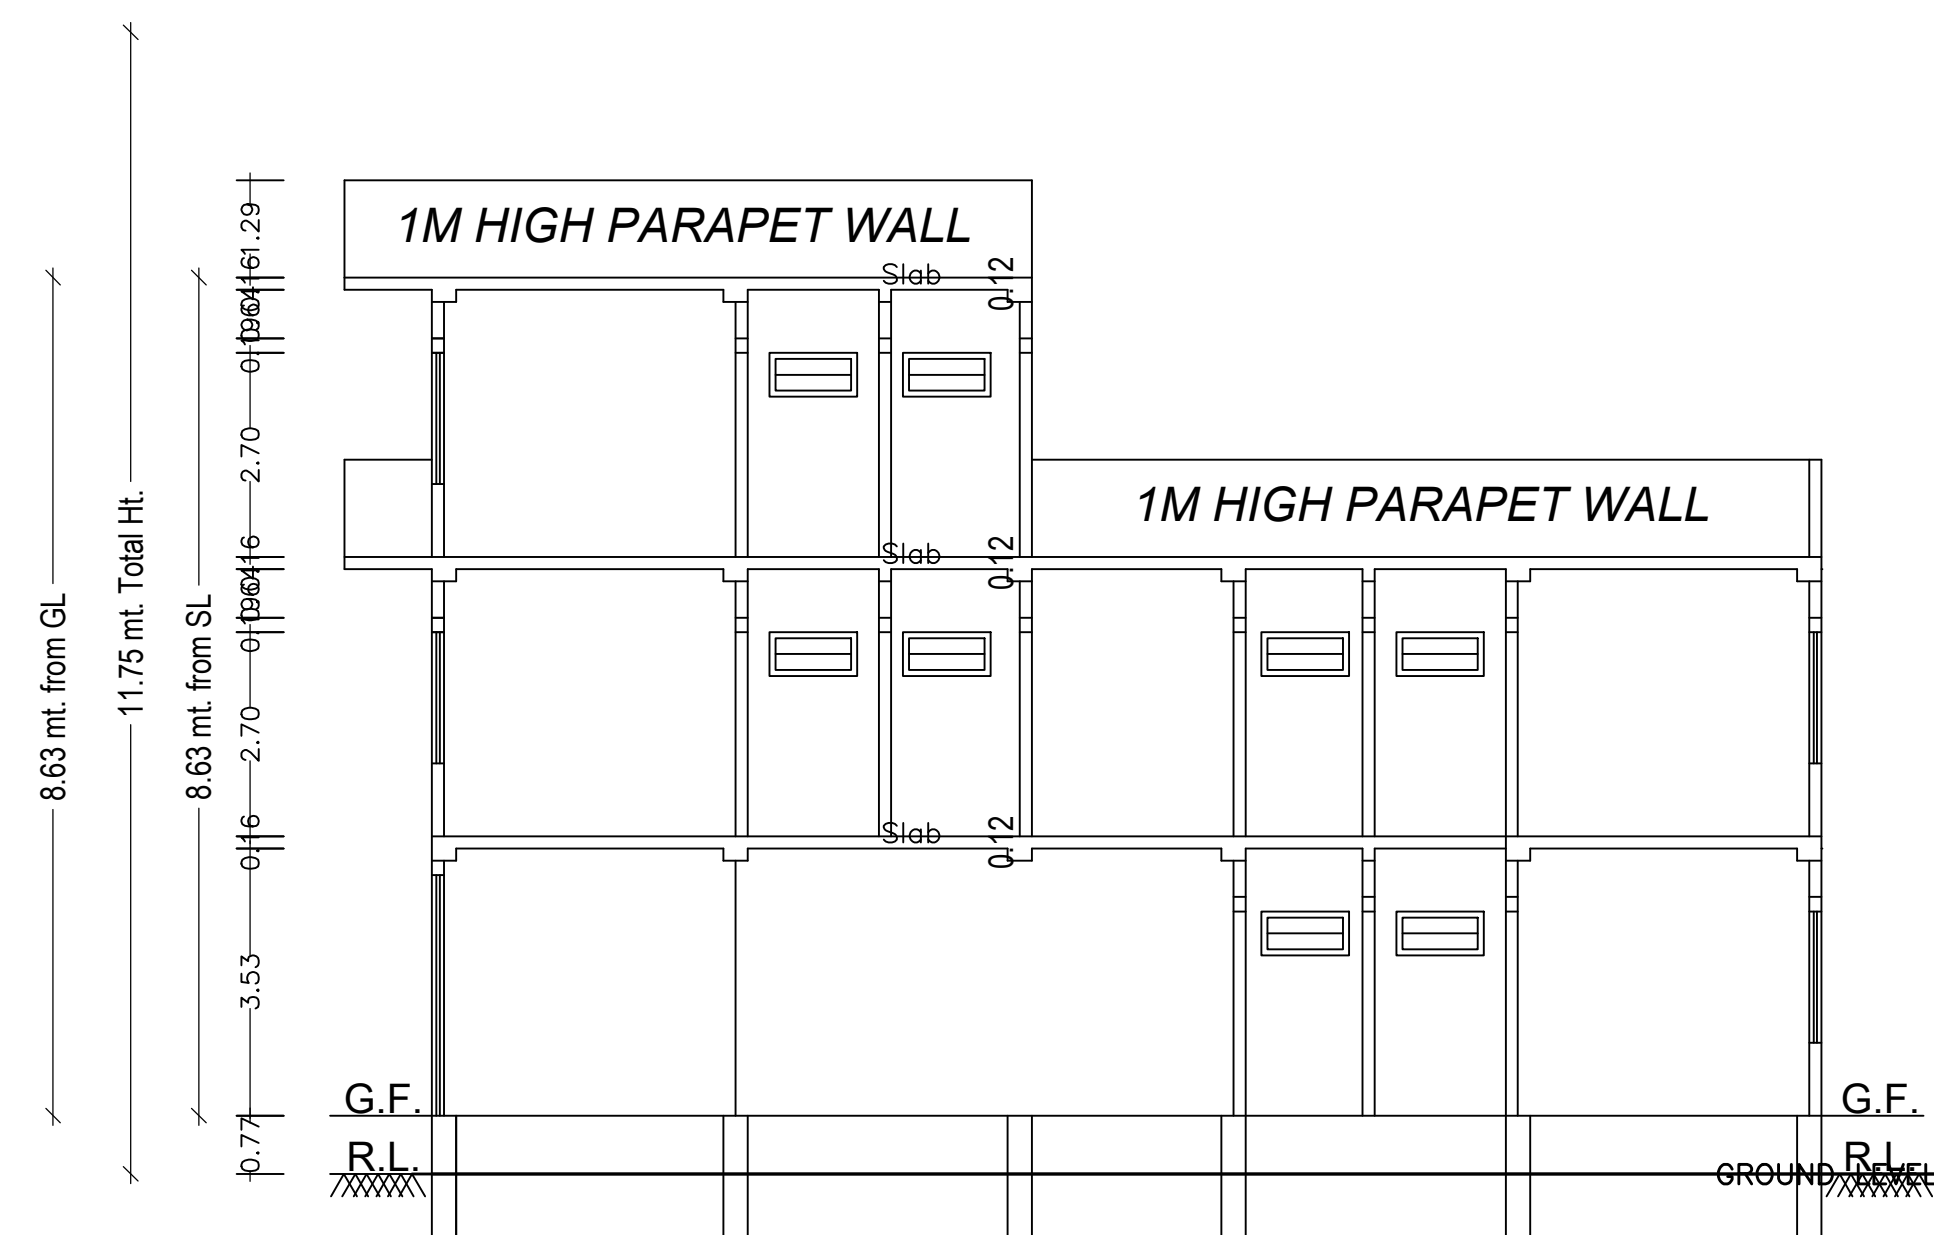 1M HIGH PARAPET WALL
1.29
Slab
0.12
2.70
1M HIGH PARAPET WALL
11.75 mt. Total Ht.
Slab
0.12
8.63 mt. from GL
8.63 mt. from SL
2.70
0.16
Slab
0.12
3.53
G.F.
G.F.
0.77
R.L.
R.L.
GROUND LEVEL